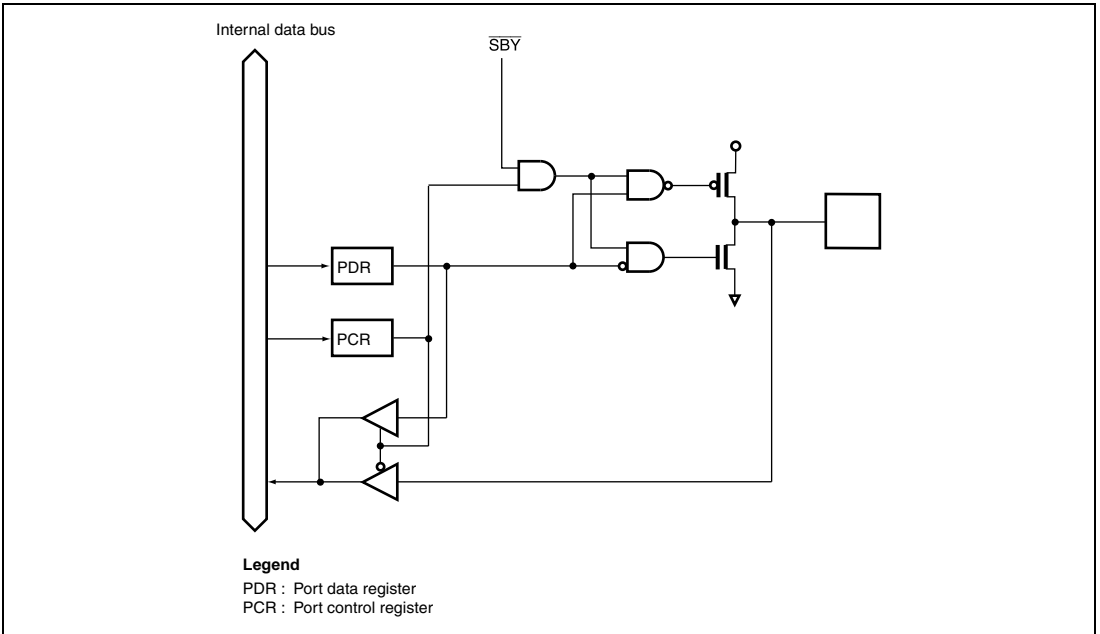 Internal data bus
SBY
PDR
PCR
Legend
PDR : Port data register
PCR : Port control register